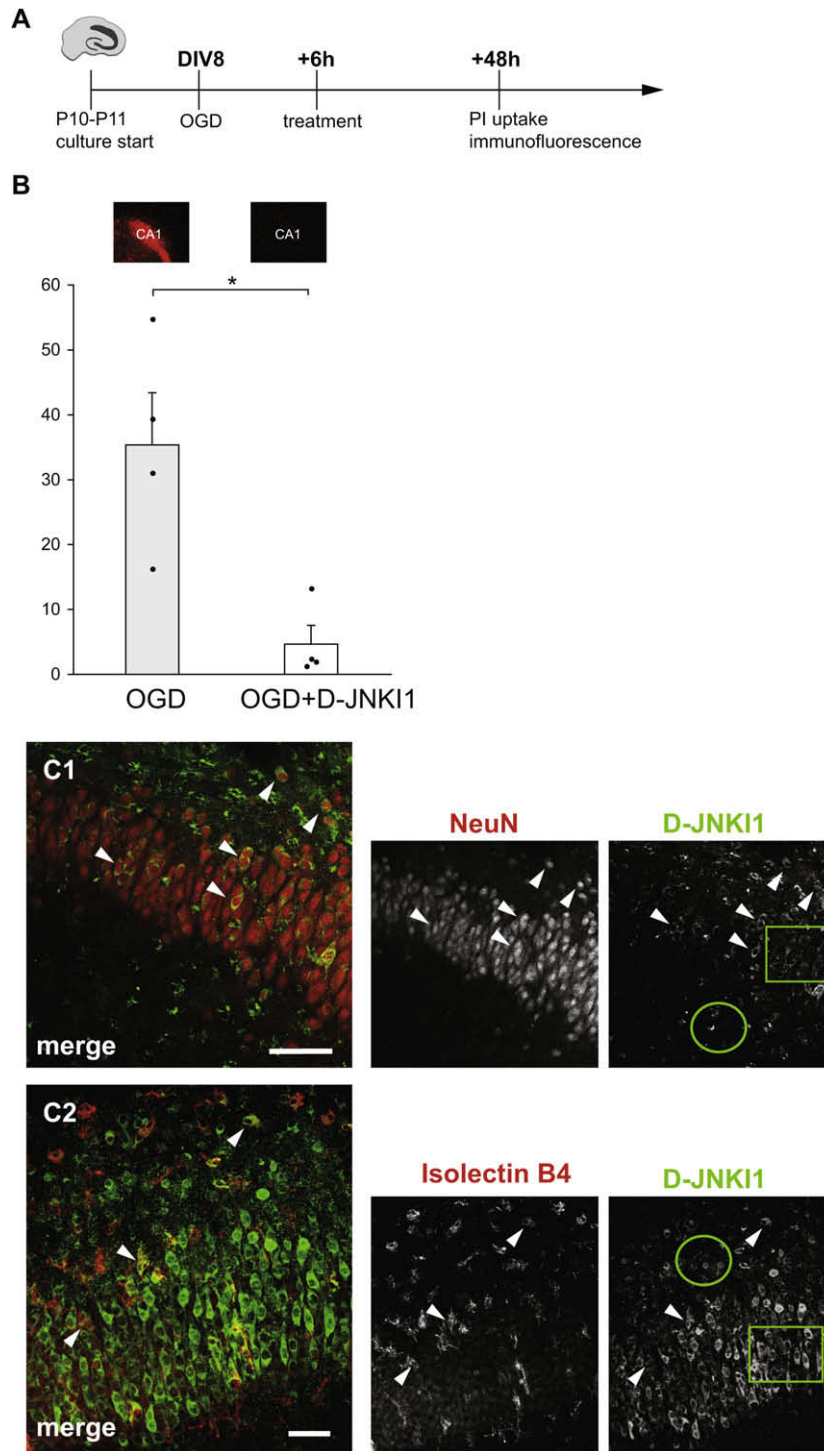 A
DIV8 +6h +48h
P10-P11 OGD treatment PI uptake
culture start immunofluorescence
B
CA1 CA1
*
60
50
40
30
20
10
0
OGD OGD+D-JNKI1
C1
NeuN D-JNKI1
merge
C2
Isolectin B4 D-JNKI1
merge